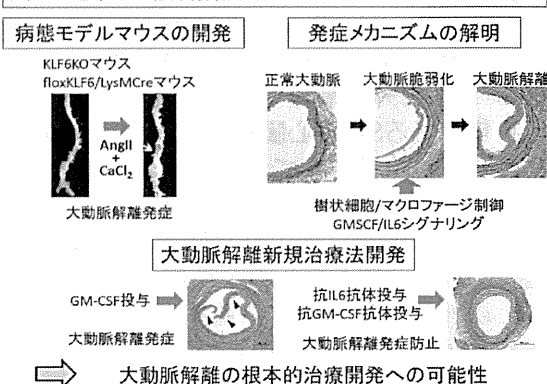 病態モデルマウスの開発
KLF6KOマウス
floxKLF6/LysMCreマウス
AngII
+
CaCl2
大動脈解離発症
発症メカニズムの解明
正常大動脈 大動脈脆弱化 大動脈解離
樹状細胞/マクロファージ制御
GMSCF/IL6シグナリング
大動脈解離新規治療法開発
GM-CSF投与
大動脈解離発症
抗IL6抗体投与
抗GM-CSF抗体投与
大動脈解離発症防止
大動脈解離の根本的治療開発への可能性